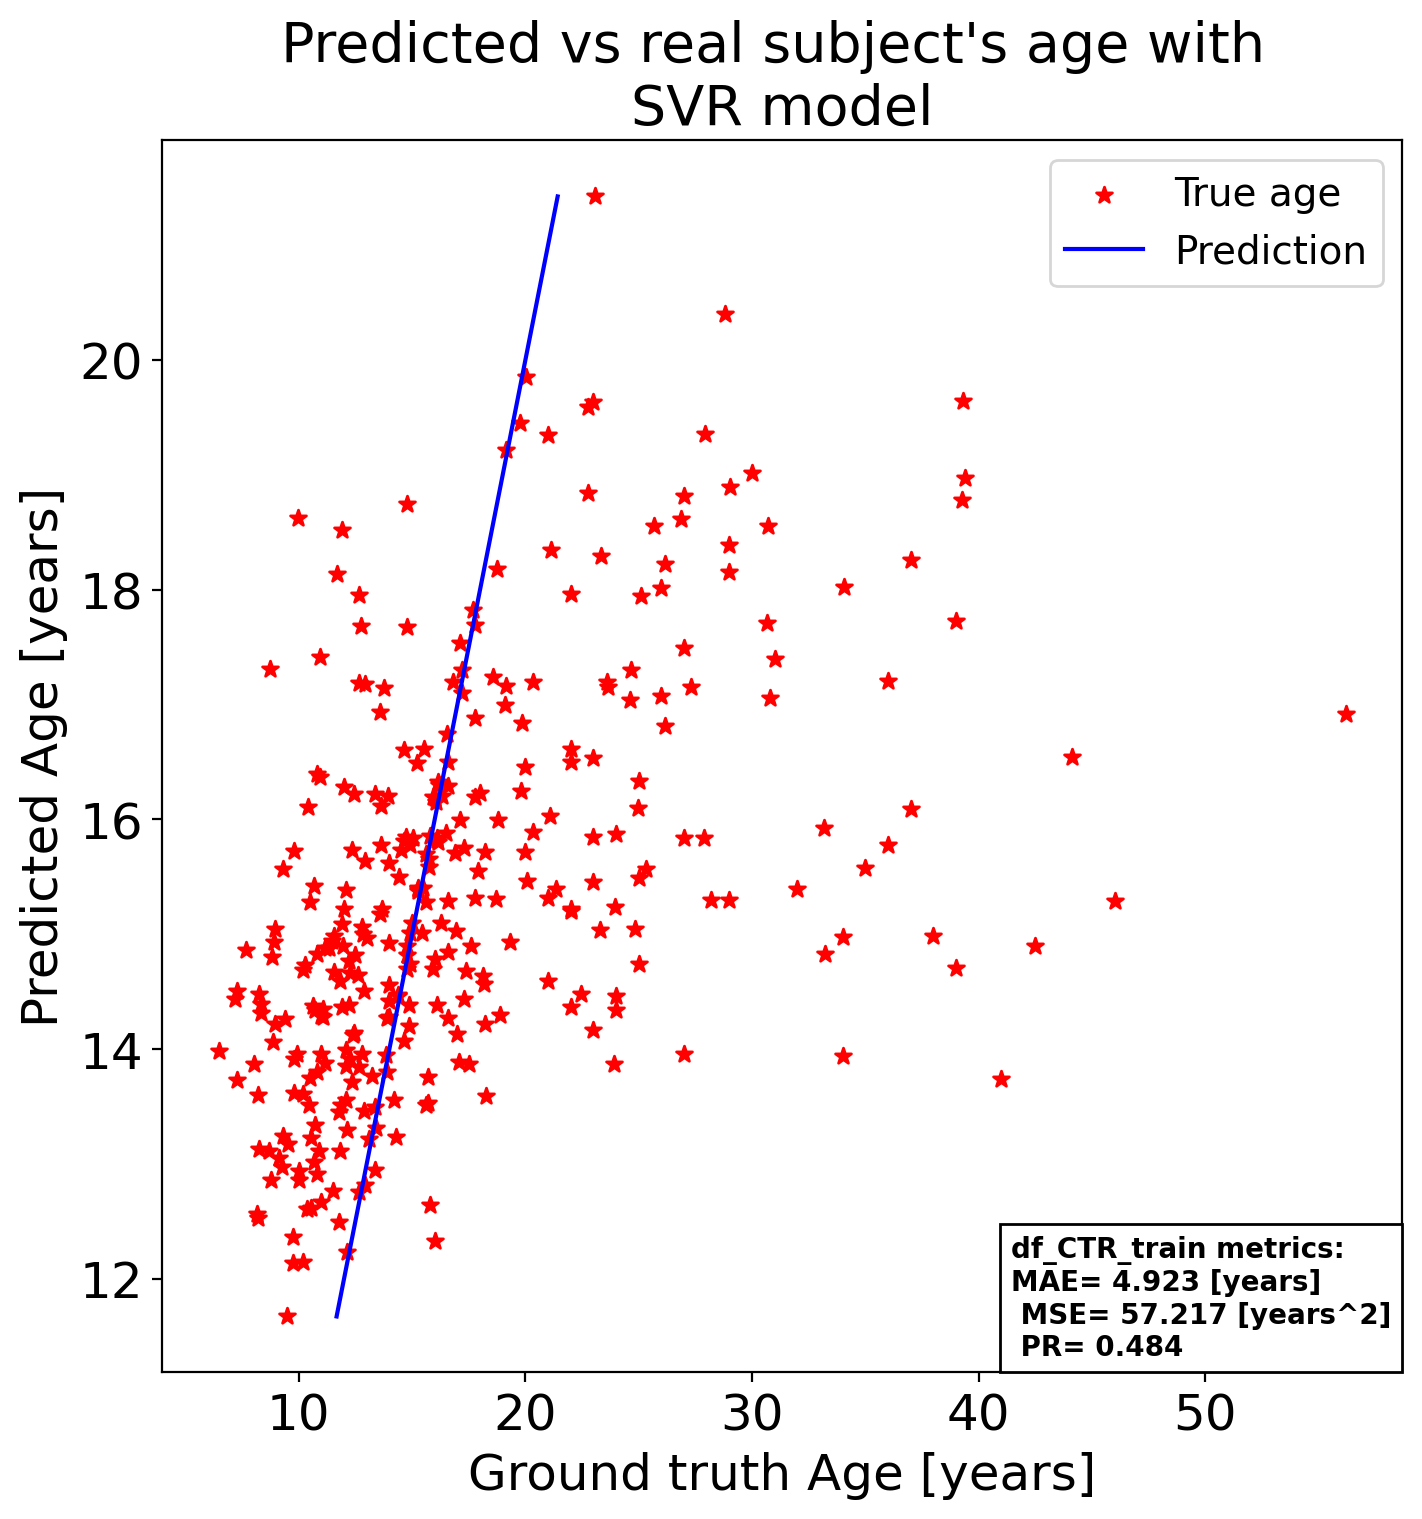 Predicted vs real subject's age with
SVR model
True age
Prediction
Predicted Age [years]
20
18
16
14
12
df_CTR_train metrics:
MAE= 4.923 [years]
MSE= 57.217 [years^2]
PR= 0.484
10 20 30 40 50
Ground truth Age [years]